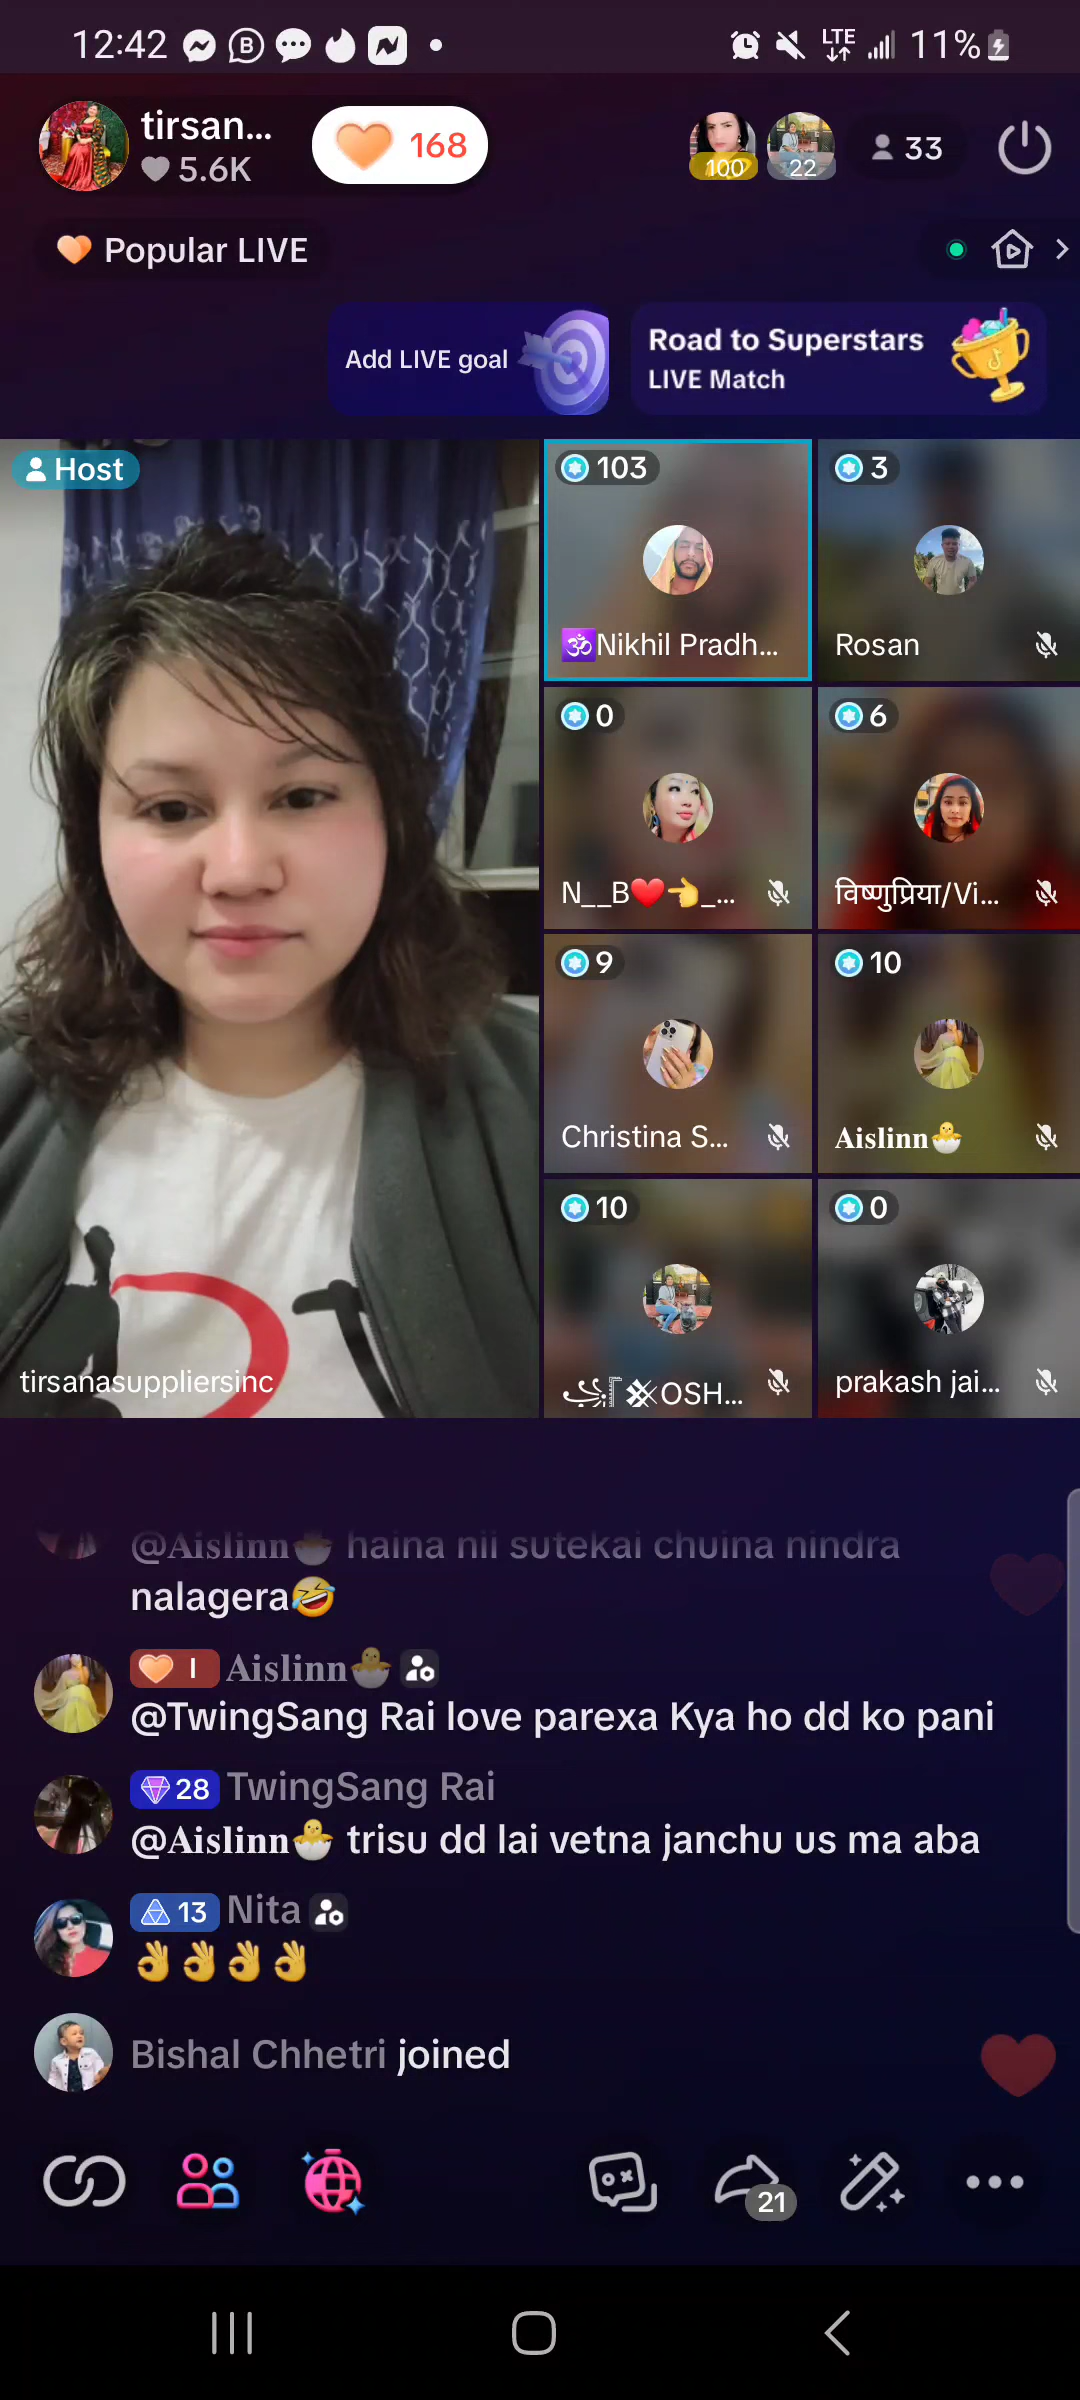 12:42
LTE
11%
tirsan...
5.6K
168
100
22
33
Popular LIVE
Add LIVE goal
Road to Superstars
LIVE Match
Host
tirsanasuppliersinc
103
🕉Nikhil Pradh...
3
Rosan
0
N__B❤️👈_...
6
विष्णुप्रिया/Vi...
9
Christina S...
10
Aislinn🐣
10
OSH...
0
prakash jai...
@Aislinn🐣 haina nii sutekai chuina nindra
nalagera🤣
I Aislinn🐣
@TwingSang Rai love parexa Kya ho dd ko pani
28 TwingSang Rai
@Aislinn🐣 trisu dd lai vetna janchu us ma aba
13 Nita
👌👌👌👌
Bishal Chhetri joined
21